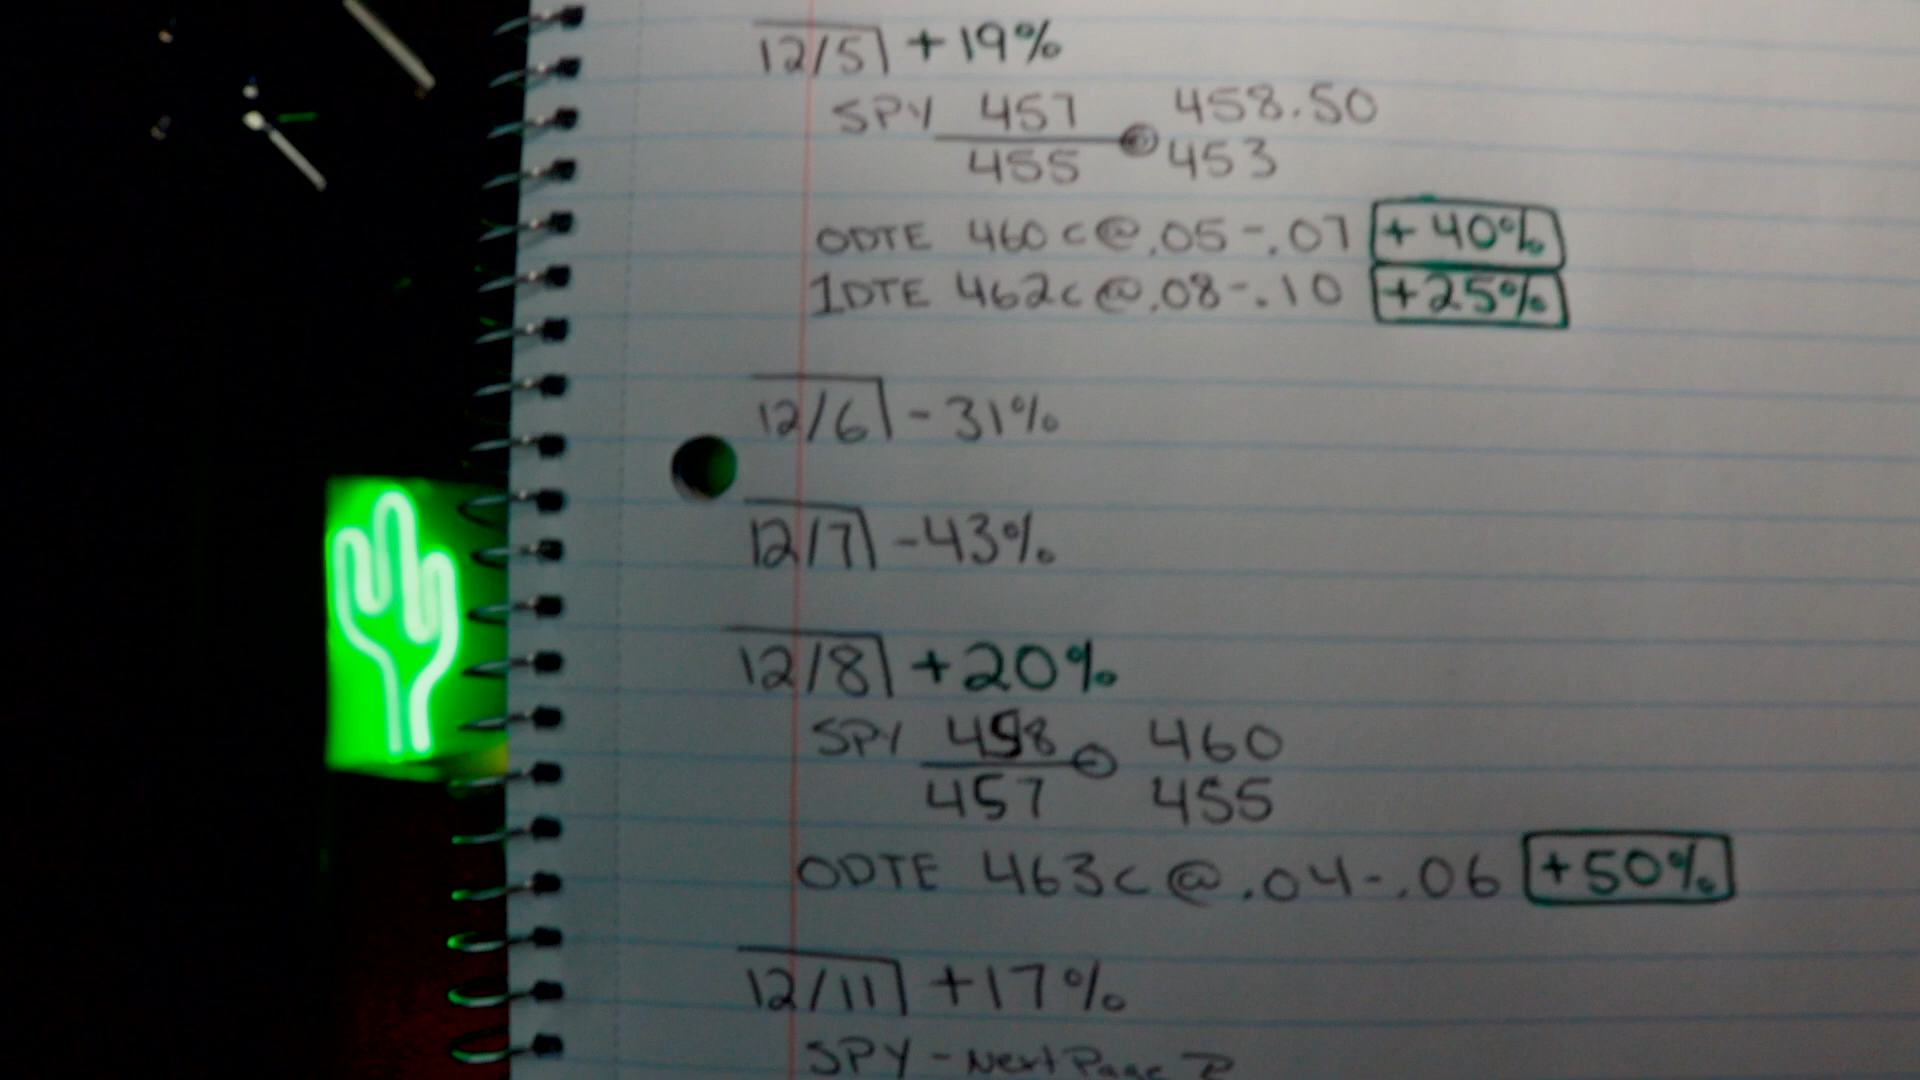 12/5 +19%
SPY 457 458.50
455 @ 453
0DTE 460c@.05-.07 +40%
1DTE 462c@.08-.10 +25%
12/6 -31%
12/7 -43%
12/8 +20%
SPY 458 460
457 455
0DTE 463c@.04-.06 +50%
12/11 +17%
SPY - Next Page